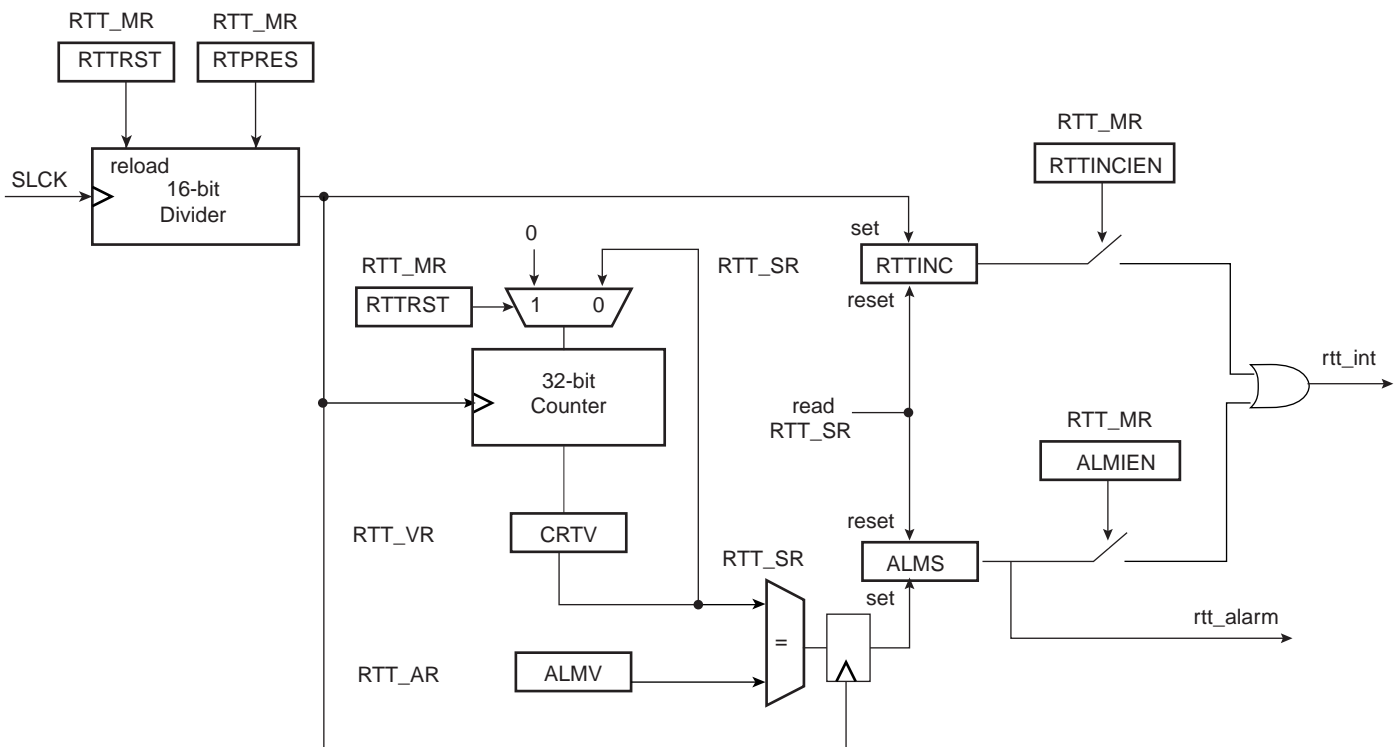 RTT_MR
RTTRST
RTT_MR
RTPRES
reload
16-bit
Divider
SLCK
RTT_MR
RTTINCIEN
set
RTTINC
reset
RTT_SR
0
RTT_MR
RTTRST
1
0
32-bit
Counter
read
RTT_SR
rtt_int
RTT_MR
ALMIEN
RTT_VR
CRTV
reset
ALMS
set
RTT_SR
=
rtt_alarm
RTT_AR
ALMV